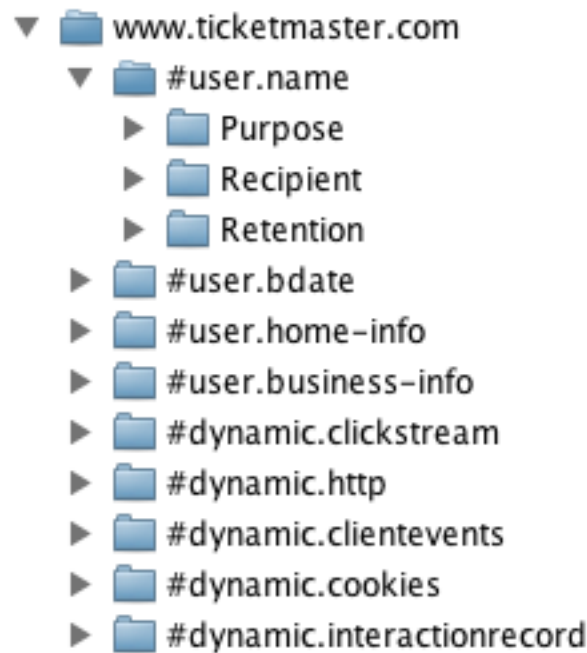 www.ticketmaster.com
#user.name
Purpose
Recipient
Retention
#user.bdate
#user.home-info
#user.business-info
#dynamic.clickstream
#dynamic.http
#dynamic.clientevents
#dynamic.cookies
#dynamic.interactionrecord